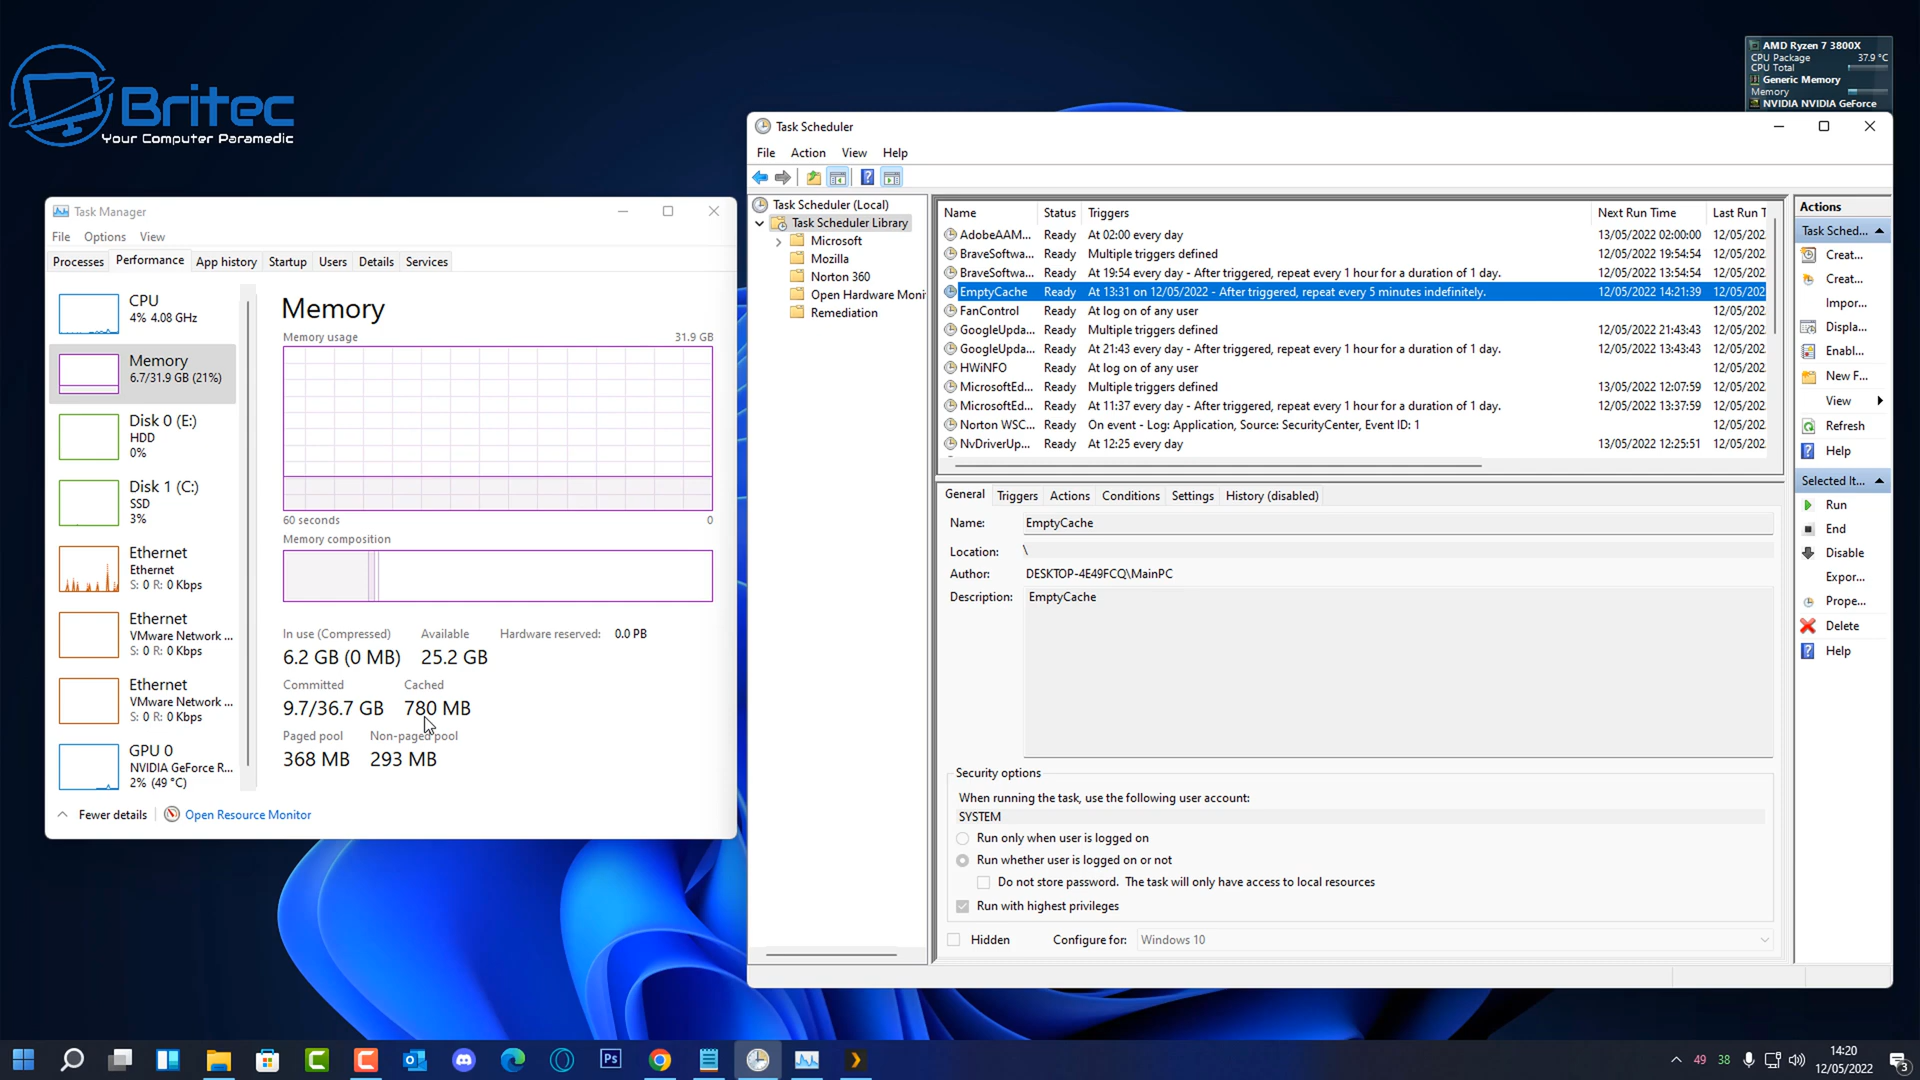 Britec
Your Computer Paramedic
AMD Ryzen 7 3800X
CPU Package 37.9 °C
CPU Total
Generic Memory
Memory
NVIDIA NVIDIA GeForce
Task Manager
File Options View
Processes Performance App history Startup Users Details Services
CPU
4% 4.08 GHz
Memory
6.7/31.9 GB (21%)
Disk 0 (E:)
HDD
0%
Disk 1 (C:)
SSD
3%
Ethernet
Ethernet
S: 0 R: 0 Kbps
Ethernet
VMware Network ...
S: 0 R: 0 Kbps
Ethernet
VMware Network ...
S: 0 R: 0 Kbps
GPU 0
NVIDIA GeForce R...
2% (49 °C)
Memory
Memory usage 31.9 GB
60 seconds 0
Memory composition
In use (Compressed) Available Hardware reserved: 0.0 PB
6.2 GB (0 MB) 25.2 GB
Committed Cached
9.7/36.7 GB 780 MB
Paged pool Non-paged pool
368 MB 293 MB
Fewer details Open Resource Monitor
Task Scheduler
File Action View Help
Task Scheduler (Local)
Task Scheduler Library
Microsoft
Mozilla
Norton 360
Open Hardware Moni
Remediation
Name Status Triggers Next Run Time Last Run T
AdobeAAM... Ready At 02:00 every day 13/05/2022 02:00:00 12/05/202
BraveSoftwa... Ready Multiple triggers defined 12/05/2022 19:54:54 12/05/202
BraveSoftwa... Ready At 19:54 every day - After triggered, repeat every 1 hour for a duration of 1 day. 12/05/2022 13:54:54 12/05/202
EmptyCache Ready At 13:31 on 12/05/2022 - After triggered, repeat every 5 minutes indefinitely. 12/05/2022 14:21:39 12/05/202
FanControl Ready At log on of any user 12/05/202
GoogleUpda... Ready Multiple triggers defined 12/05/2022 21:43:43 12/05/202
GoogleUpda... Ready At 21:43 every day - After triggered, repeat every 1 hour for a duration of 1 day. 12/05/2022 13:43:43 12/05/202
HWiNFO Ready At log on of any user 12/05/202
MicrosoftEd... Ready Multiple triggers defined 13/05/2022 12:07:59 12/05/202
MicrosoftEd... Ready At 11:37 every day - After triggered, repeat every 1 hour for a duration of 1 day. 12/05/2022 13:37:59 12/05/202
Norton WSC... Ready On event - Log: Application, Source: SecurityCenter, Event ID: 1 12/05/202
NvDriverUp... Ready At 12:25 every day 13/05/2022 12:25:51 12/05/202
General Triggers Actions Conditions Settings History (disabled)
Name: EmptyCache
Location: \
Author: DESKTOP-4E49FCQ\MainPC
Description: EmptyCache
Security options
When running the task, use the following user account:
SYSTEM
Run only when user is logged on
Run whether user is logged on or not
Do not store password. The task will only have access to local resources
Run with highest privileges
Hidden Configure for: Windows 10
Actions
Task Sched...
Creat...
Creat...
Impor...
Displa...
Enabl...
New F...
View
Refresh
Help
Selected It...
Run
End
Disable
Expor...
Prope...
Delete
Help
Ps
49 38
14:20
12/05/2022
3